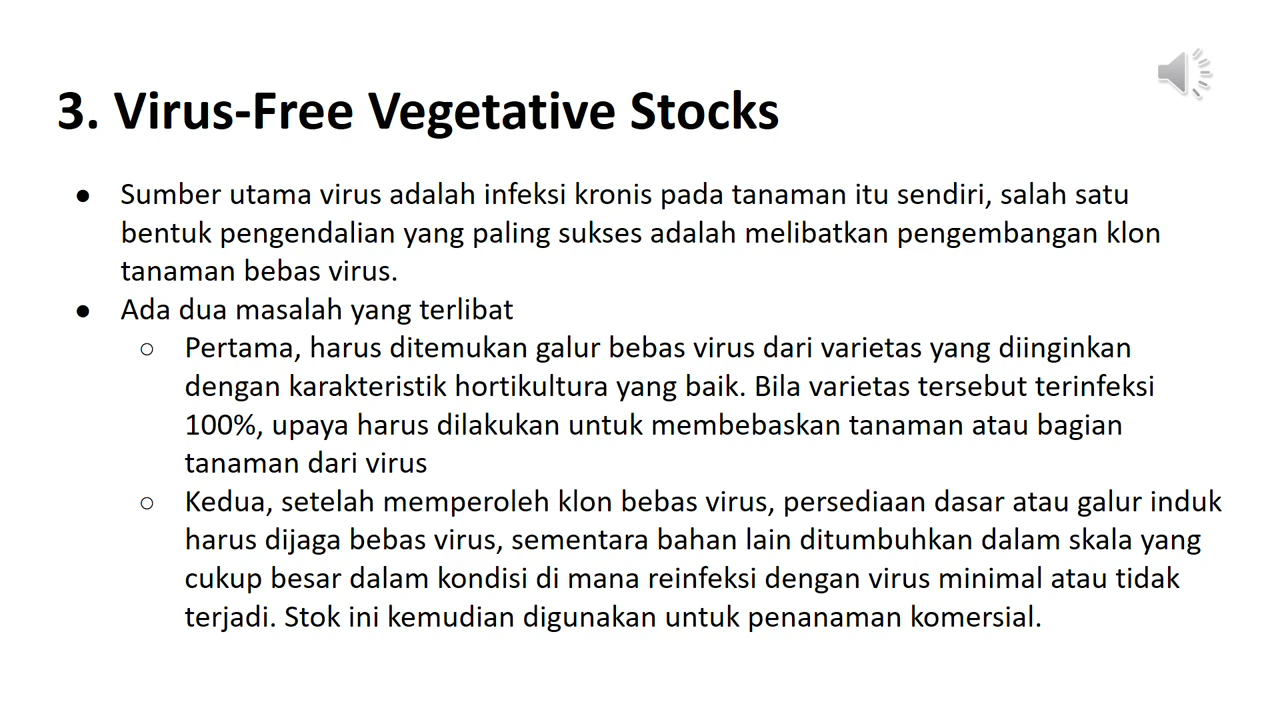 3. Virus-Free Vegetative Stocks
● Sumber utama virus adalah infeksi kronis pada tanaman itu sendiri, salah satu
bentuk pengendalian yang paling sukses adalah melibatkan pengembangan klon
tanaman bebas virus.
● Ada dua masalah yang terlibat
○ Pertama, harus ditemukan galur bebas virus dari varietas yang diinginkan
dengan karakteristik hortikultura yang baik. Bila varietas tersebut terinfeksi
100%, upaya harus dilakukan untuk membebaskan tanaman atau bagian
tanaman dari virus
○ Kedua, setelah memperoleh klon bebas virus, persediaan dasar atau galur induk
harus dijaga bebas virus, sementara bahan lain ditumbuhkan dalam skala yang
cukup besar dalam kondisi di mana reinfeksi dengan virus minimal atau tidak
terjadi. Stok ini kemudian digunakan untuk penanaman komersial.